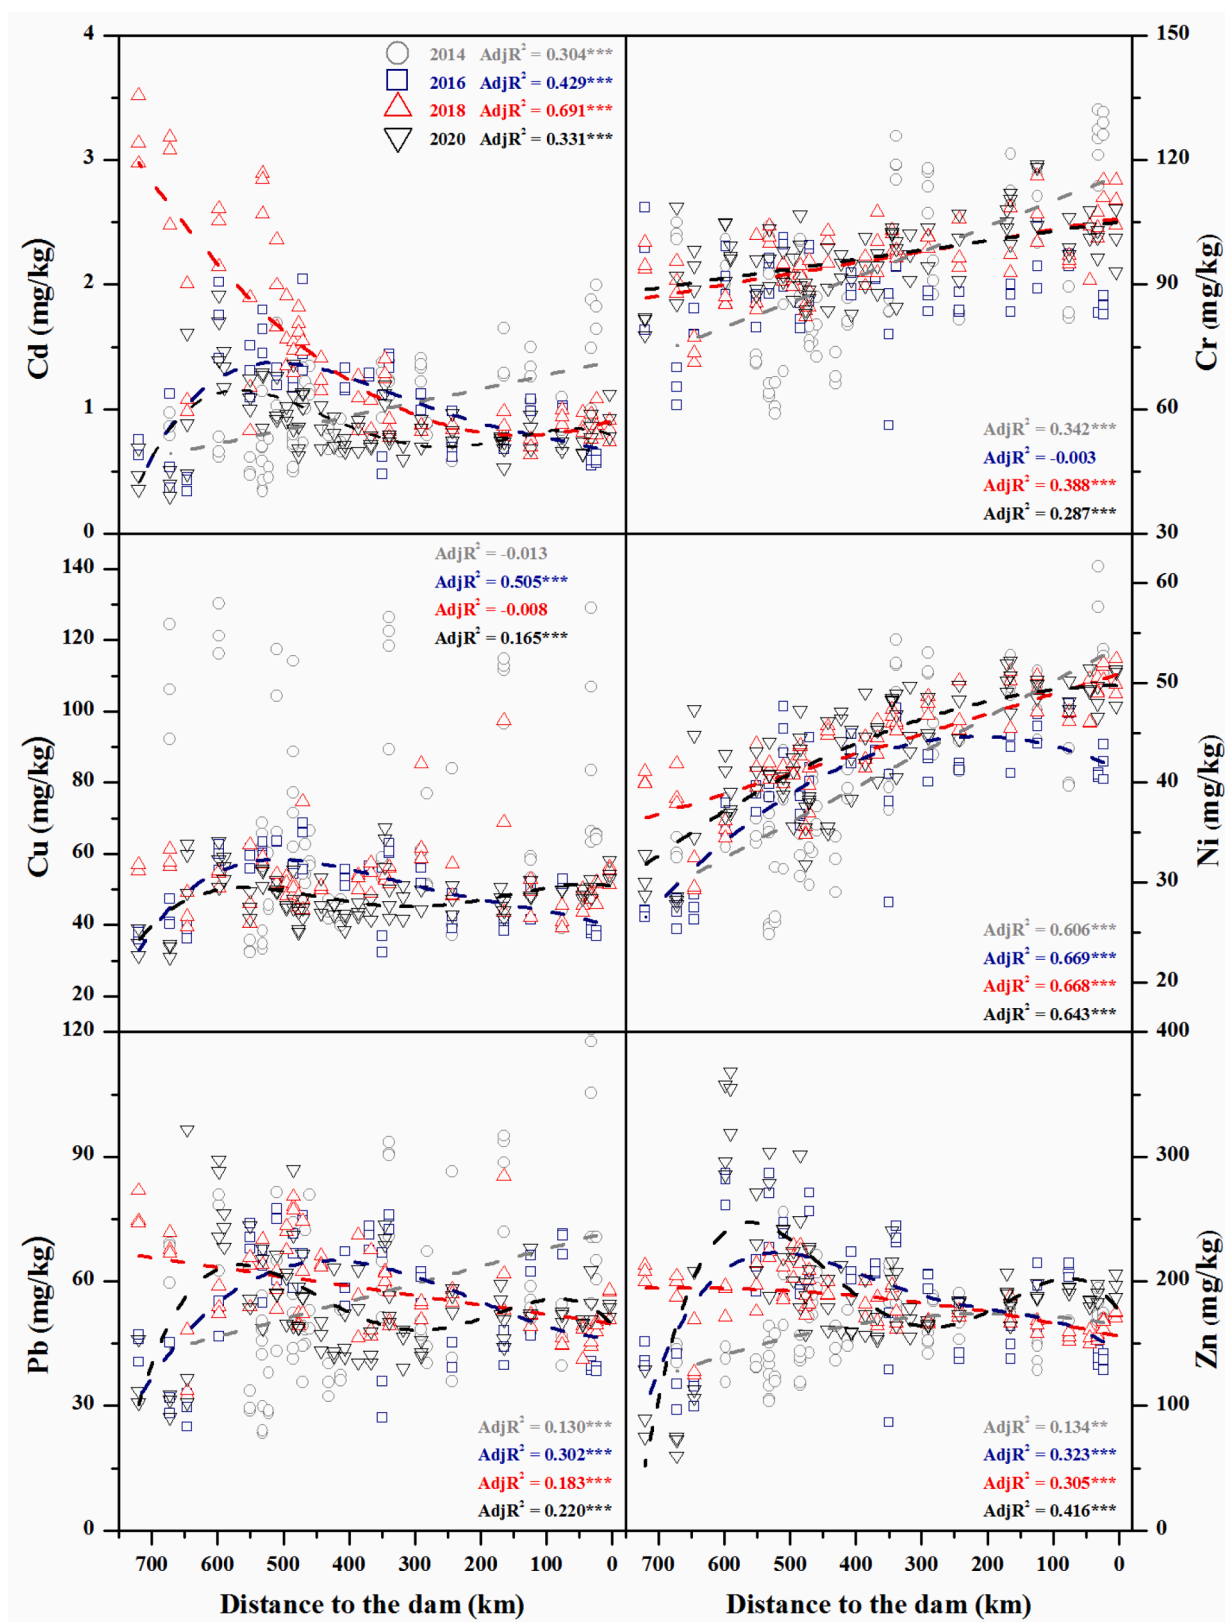 4
3
2
1
0
Cd (mg/kg)
2014 AdjR² = 0.304***
2016 AdjR² = 0.429***
2018 AdjR² = 0.691***
2020 AdjR² = 0.331***
150
120
90
60
30
Cr (mg/kg)
AdjR² = 0.342***
AdjR² = -0.003
AdjR² = 0.388***
AdjR² = 0.287***
140
120
100
80
60
40
20
Cu (mg/kg)
AdjR² = -0.013
AdjR² = 0.505***
AdjR² = -0.008
AdjR² = 0.165***
60
50
40
30
20
Ni (mg/kg)
AdjR² = 0.606***
AdjR² = 0.669***
AdjR² = 0.668***
AdjR² = 0.643***
120
90
60
30
0
Pb (mg/kg)
AdjR² = 0.130***
AdjR² = 0.302***
AdjR² = 0.183***
AdjR² = 0.220***
400
300
200
100
0
Zn (mg/kg)
AdjR² = 0.134**
AdjR² = 0.323***
AdjR² = 0.305***
AdjR² = 0.416***
700 600 500 400 300 200 100 0
700 600 500 400 300 200 100 0
Distance to the dam (km)
Distance to the dam (km)